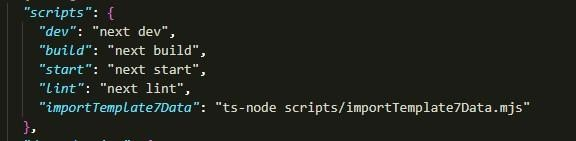 "scripts": {
"dev": "next dev",
"build": "next build",
"start": "next start",
"lint": "next lint",
"importTemplate7Data": "ts-node scripts/importTemplate7Data.mjs"
},